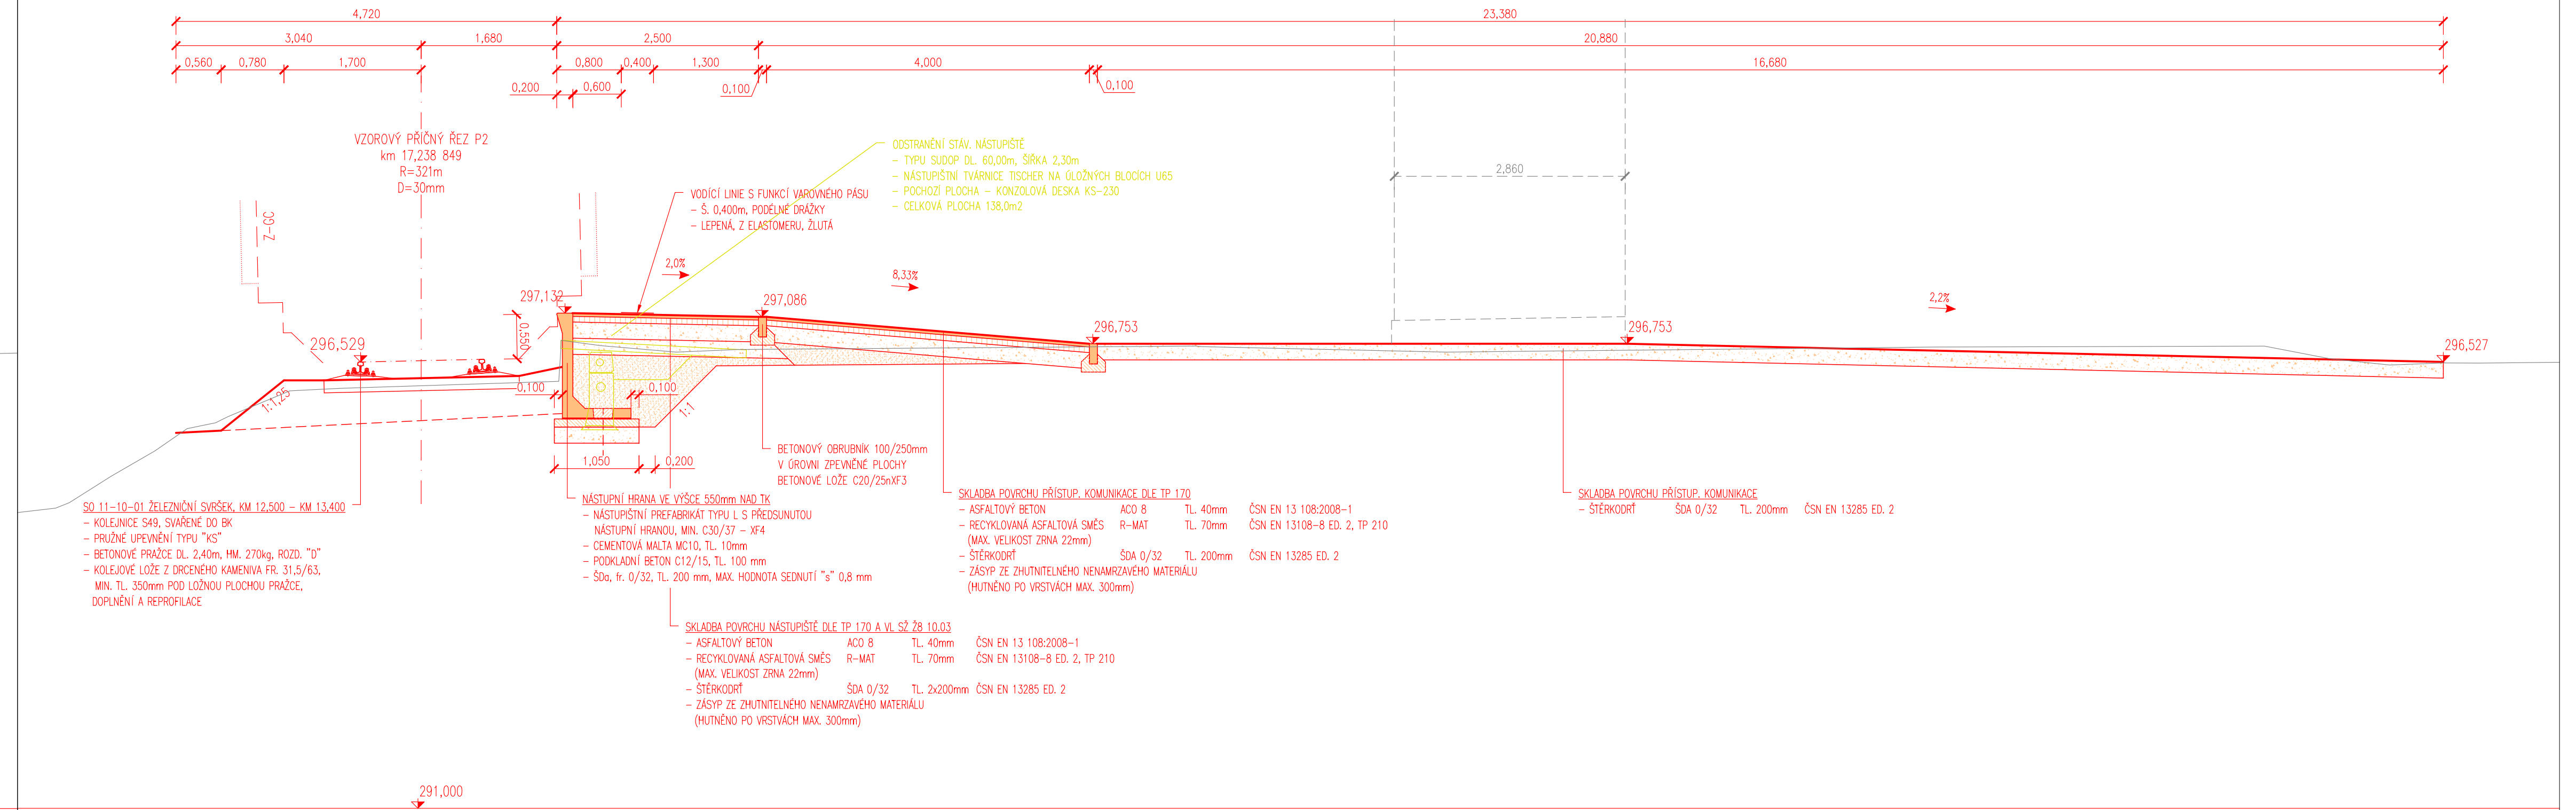 4,720
23,380
3,040
1,680
2,500
20,880
0,560
0,780
1,700
0,800
0,400
1,300
4,000
16,680
0,200
0,600
0,100
0,100
VZOROVÝ PŘÍČNÝ ŘEZ P2
km 17,238 849
R=321m
D=30mm
ODSTRANĚNÍ STÁV. NÁSTUPIŠTĚ
- TYPU SUDOP DL. 60,00m, ŠÍŘKA 2,30m
- NÁSTUPIŠTNÍ TVÁRNICE TISCHER NA ÚLOŽNÝCH BLOCÍCH U65
- POCHOZÍ PLOCHA - KONZOLOVÁ DESKA KS-230
- CELKOVÁ PLOCHA 138,0m2
2,860
VODÍCÍ LINIE S FUNKCÍ VAROVNÉHO PÁSU
- Š. 0,400m, PODÉLNÉ DRÁŽKY
- LEPENÁ, Z ELASTOMERU, ŽLUTÁ
Z-GC
2,0%
8,33%
2,2%
297,132
297,086
0,550
296,529
296,753
296,753
296,527
1:1,25
0,100
0,100
1:1
1,050
0,200
BETONOVÝ OBRUBNÍK 100/250mm
V ÚROVNI ZPEVNĚNÉ PLOCHY
BETONOVÉ LOŽE C20/25nXF3
SO 11-10-01 ŽELEZNIČNÍ SVRŠEK, KM 12,500 - KM 13,400
- KOLEJNICE S49, SVAŘENÉ DO BK
- PRUŽNÉ UPEVNĚNÍ TYPU "KS"
- BETONOVÉ PRAŽCE DL. 2,40m, HM. 270kg, ROZD. "D"
- KOLEJOVÉ LOŽE Z DRCENÉHO KAMENIVA FR. 31,5/63,
MIN. TL. 350mm POD LOŽNOU PLOCHOU PRAŽCE,
DOPLNĚNÍ A REPROFILACE
NÁSTUPNÍ HRANA VE VÝŠCE 550mm NAD TK
- NÁSTUPIŠTNÍ PREFABRIKÁT TYPU L S PŘEDSUNUTOU
NÁSTUPNÍ HRANOU, MIN. C30/37 - XF4
- CEMENTOVÁ MALTA MC10, TL. 10mm
- PODKLADNÍ BETON C12/15, TL. 100 mm
- ŠDa, fr. 0/32, TL. 200 mm, MAX. HODNOTA SEDNUTÍ "s" 0,8 mm
SKLADBA POVRCHU PŘÍSTUP. KOMUNIKACE DLE TP 170
- ASFALTOVÝ BETON ACO 8 TL. 40mm ČSN EN 13 108:2008-1
- RECYKLOVANÁ ASFALTOVÁ SMĚS R-MAT TL. 70mm ČSN EN 13108-8 ED. 2, TP 210
(MAX. VELIKOST ZRNA 22mm)
- ŠTĚRKODRŤ ŠDA 0/32 TL. 200mm ČSN EN 13285 ED. 2
- ZÁSYP ZE ZHUTNITELNÉHO NENAMRZAVÉHO MATERIÁLU
(HUTNĚNO PO VRSTVÁCH MAX. 300mm)
SKLADBA POVRCHU PŘÍSTUP. KOMUNIKACE
- ŠTĚRKODRŤ ŠDA 0/32 TL. 200mm ČSN EN 13285 ED. 2
SKLADBA POVRCHU NÁSTUPIŠTĚ DLE TP 170 A VL SŽ Ž8 10.03
- ASFALTOVÝ BETON ACO 8 TL. 40mm ČSN EN 13 108:2008-1
- RECYKLOVANÁ ASFALTOVÁ SMĚS R-MAT TL. 70mm ČSN EN 13108-8 ED. 2, TP 210
(MAX. VELIKOST ZRNA 22mm)
- ŠTĚRKODRŤ ŠDA 0/32 TL. 2x200mm ČSN EN 13285 ED. 2
- ZÁSYP ZE ZHUTNITELNÉHO NENAMRZAVÉHO MATERIÁLU
(HUTNĚNO PO VRSTVÁCH MAX. 300mm)
291,000